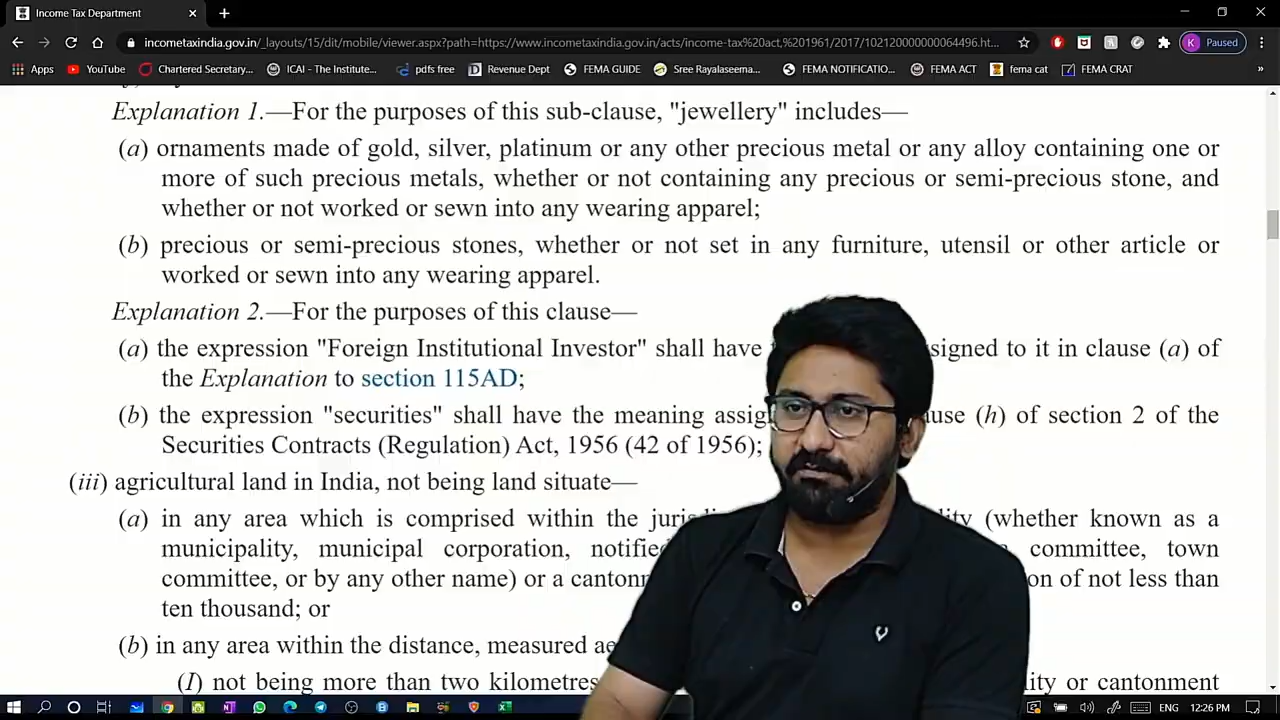 Income Tax Department
incometaxindia.gov.in/_layouts/15/dit/mobile/viewer.aspx?path=https://www.incometaxindia.gov.in/acts/income-tax%20act,%201961/2017/102120000000064496.ht...
K Paused
Apps YouTube Chartered Secretary... ICAI - The Institute... pdfs free Revenue Dept FEMA GUIDE Sree Rayalaseema... FEMA NOTIFICATIO... FEMA ACT fema cat FEMA CRAT »
Explanation 1.—For the purposes of this sub-clause, "jewellery" includes—
(a) ornaments made of gold, silver, platinum or any other precious metal or any alloy containing one or
more of such precious metals, whether or not containing any precious or semi-precious stone, and
whether or not worked or sewn into any wearing apparel;
(b) precious or semi-precious stones, whether or not set in any furniture, utensil or other article or
worked or sewn into any wearing apparel.
Explanation 2.—For the purposes of this clause—
(a) the expression "Foreign Institutional Investor" shall have signed to it in clause (a) of
the Explanation to section 115AD;
(b) the expression "securities" shall have the meaning assig ause (h) of section 2 of the
Securities Contracts (Regulation) Act, 1956 (42 of 1956);
(iii) agricultural land in India, not being land situate—
(a) in any area which is comprised within the juris lity (whether known as a
municipality, municipal corporation, notified committee, town
committee, or by any other name) or a canton on of not less than
ten thousand; or
(b) in any area within the distance, measured ae
(I) not being more than two kilometres lity or cantonment
ENG 12:26 PM